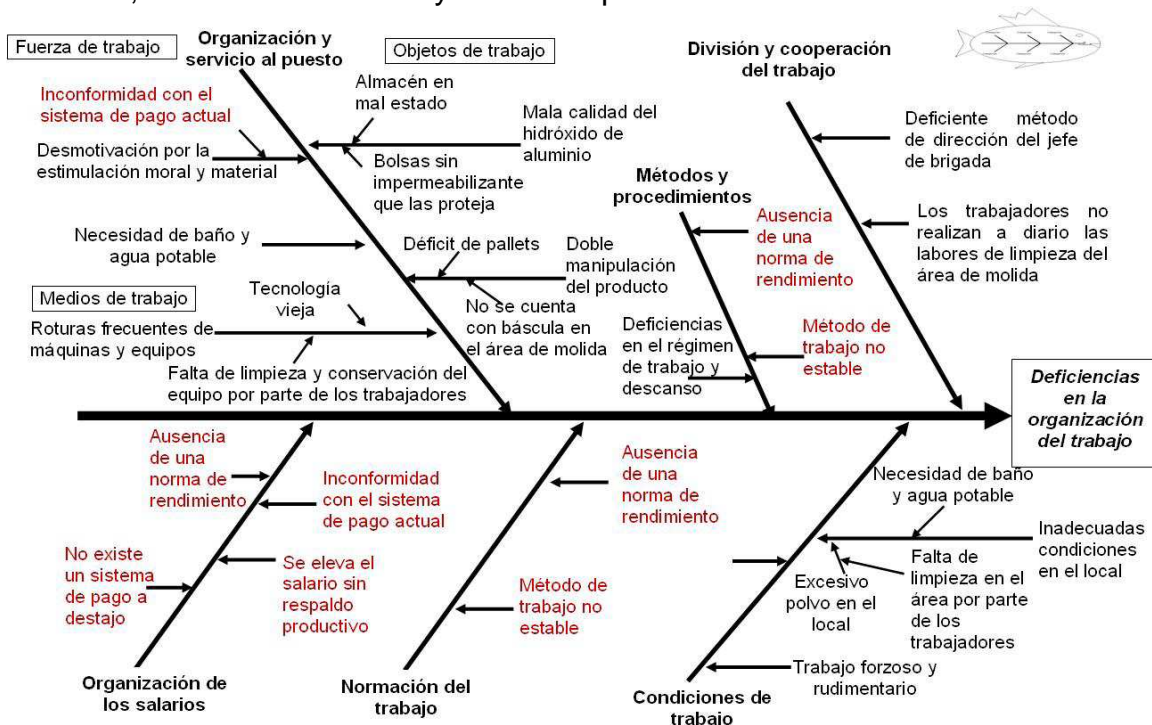 Fuerza de trabajo
Organización y
servicio al puesto
Objetos de trabajo
División y cooperación
del trabajo
Inconformidad con el
sistema de pago actual
Almacén en
mal estado
Mala calidad del
hidróxido de
aluminio
Deficiente método
de dirección del jefe
de brigada
Desmotivación por la
estimulación moral y material
Bolsas sin
impermeabilizante
que las proteja
Métodos y
procedimientos
Ausencia
de una
norma de
rendimiento
Los trabajadores no
realizan a diario las
labores de limpieza del
área de molida
Necesidad de baño y
agua potable
Déficit de pallets
Doble
manipulación
del producto
Medios de trabajo
Tecnología
vieja
No se cuenta
con báscula en
el área de molida
Roturas frecuentes de
máquinas y equipos
Deficiencias
en el régimen
de trabajo y
descanso
Método de
trabajo no
estable
Falta de limpieza y conservación del
equipo por parte de los trabajadores
Deficiencias
en la
organización
del trabajo
Ausencia
de una
norma de
rendimiento
Inconformidad
con el sistema
de pago actual
Ausencia
de una
norma de
rendimiento
Necesidad de baño
y agua potable
Inadecuadas
condiciones
en el local
No existe
un sistema
de pago a
destajo
Se eleva el
salario sin
respaldo
productivo
Método de
trabajo no
estable
Excesivo
polvo en el
local
Falta de
limpieza en el
área por parte
de los
trabajadores
Trabajo forzoso y
rudimentario
Organización de
los salarios
Normación del
trabajo
Condiciones de
trabajo